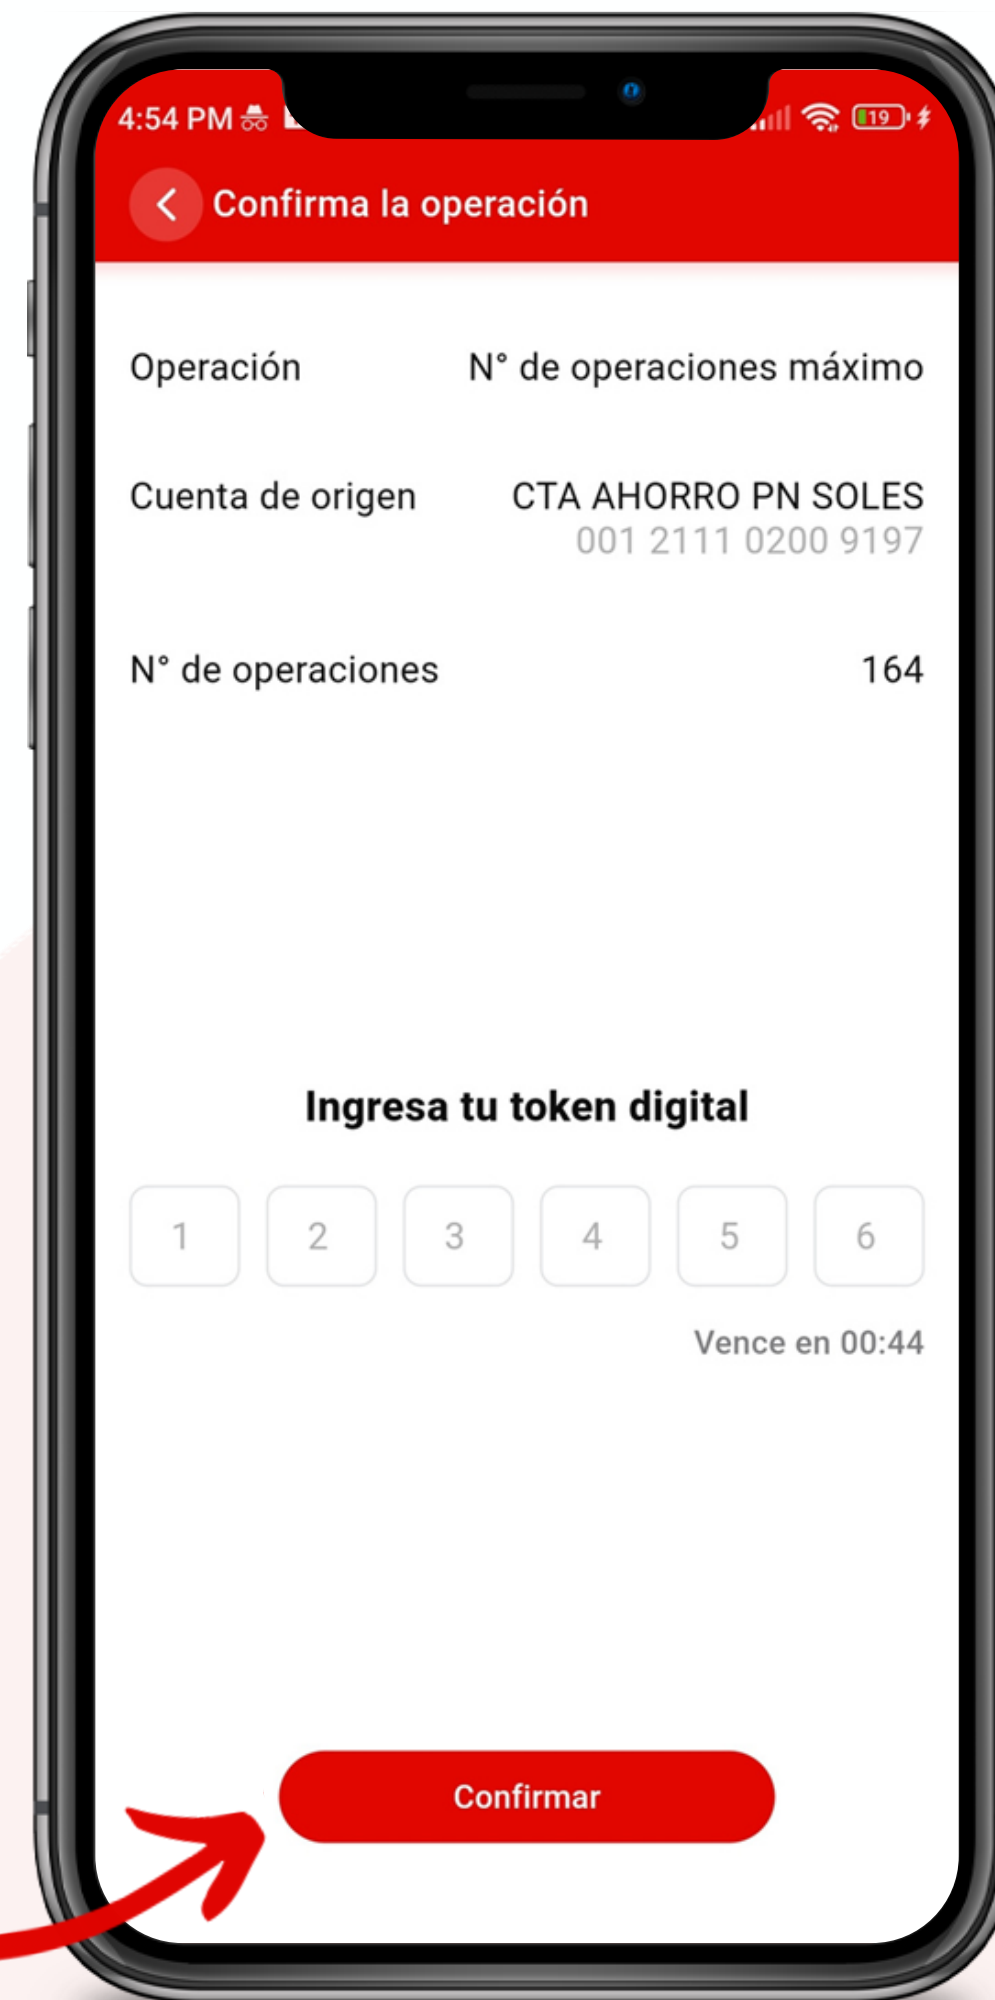 4:54 PM
19
Confirma la operación
Operación N° de operaciones máximo
Cuenta de origen CTA AHORRO PN SOLES
001 2111 0200 9197
N° de operaciones 164
Ingresa tu token digital
1 2 3 4 5 6
Vence en 00:44
Confirmar